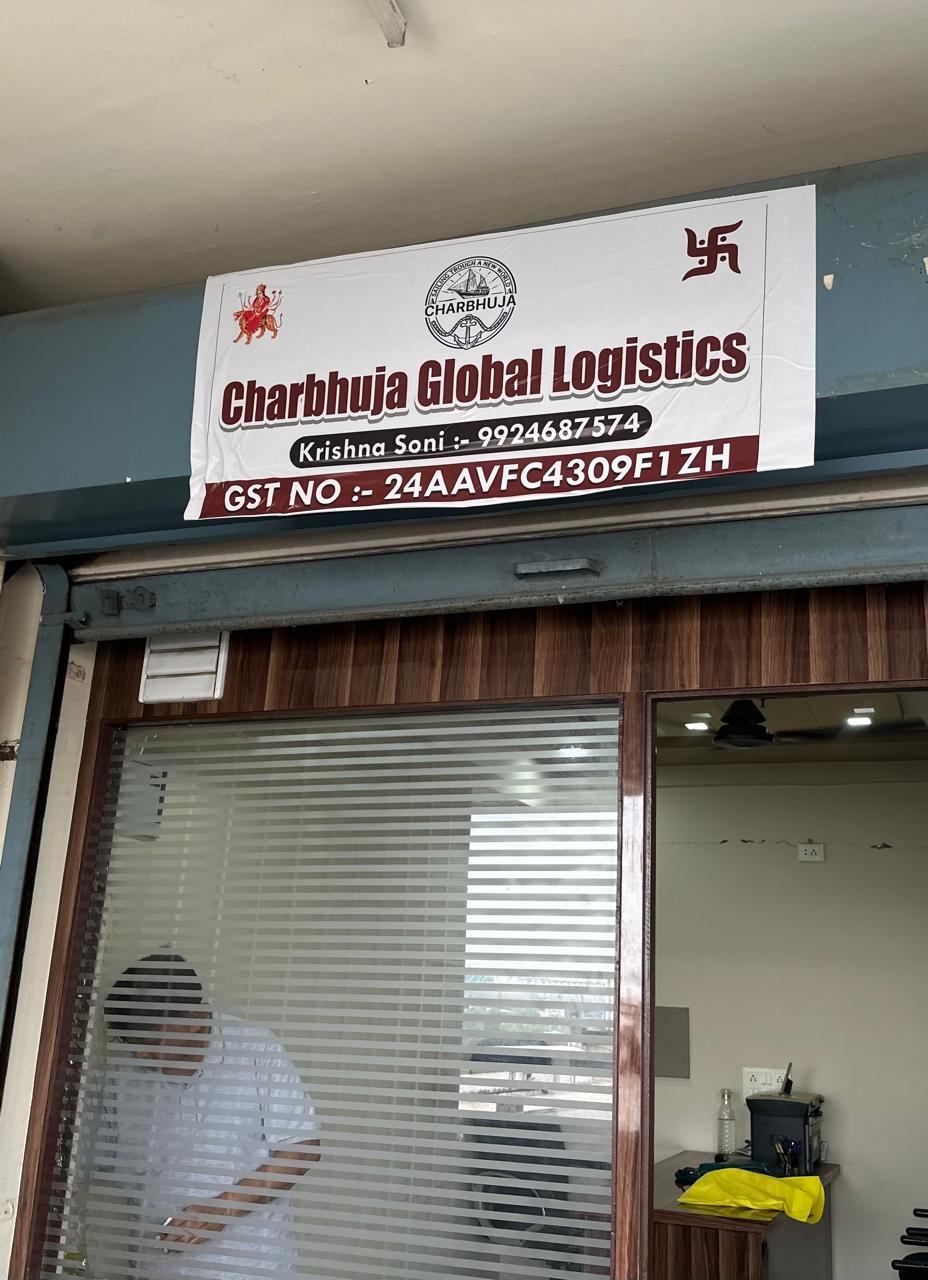 SAILING TROUGH A NEW WORLD
CHARBHUJA
Charbhuja Global Logistics
Krishna Soni :- 9924687574
GST NO :- 24AAVFC4309F1ZH